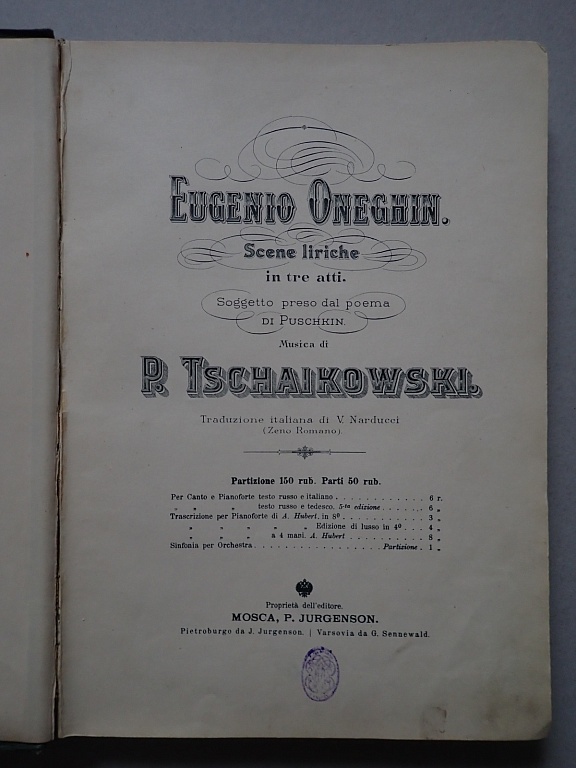 EUGENIO ONEGHIN.
Scene liriche
in tre atti.
Soggetto preso dal poema
DI PUSCHKIN.
Musica di
P. TSCHAIKOWSKI.
Traduzione italiana di V. Narducci
(Zeno Romano).
Partizione 150 rub. Parti 50 rub.
Per Canto e Pianoforte testo russo e italiano . . . . . . . . . . . . 6 r.
„ „ „ testo russo e tedesco. 5-ta edizione . . . . . . 6 „
Trascrizione per Pianoforte di A. Hubert. in 8º . . . . . . . . . . . 3 „
„ „ „ „ „ Edizione di lusso in 4º . . . 4 „
„ „ „ a 4 mani. A. Hubert . . . . . . . . . . 8 „
Sinfonia per Orchestra . . . . . . . . . . . . . . . . . Partizione . 1 „
Proprietà dell'editore.
MOSCA, P. JURGENSON.
Pietroburgo da J. Jurgenson. | Varsovia da G. Sennewald.